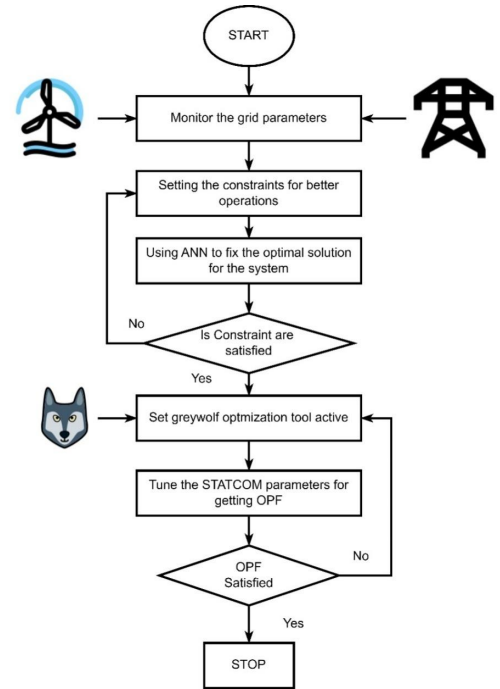 START
Monitor the grid parameters
Setting the constraints for better
operations
Using ANN to fix the optimal solution
for the system
No
Is Constraint are
satisfied
Yes
Set greywolf optmization tool active
Tune the STATCOM parameters for
getting OPF
No
OPF
Satisfied
Yes
STOP